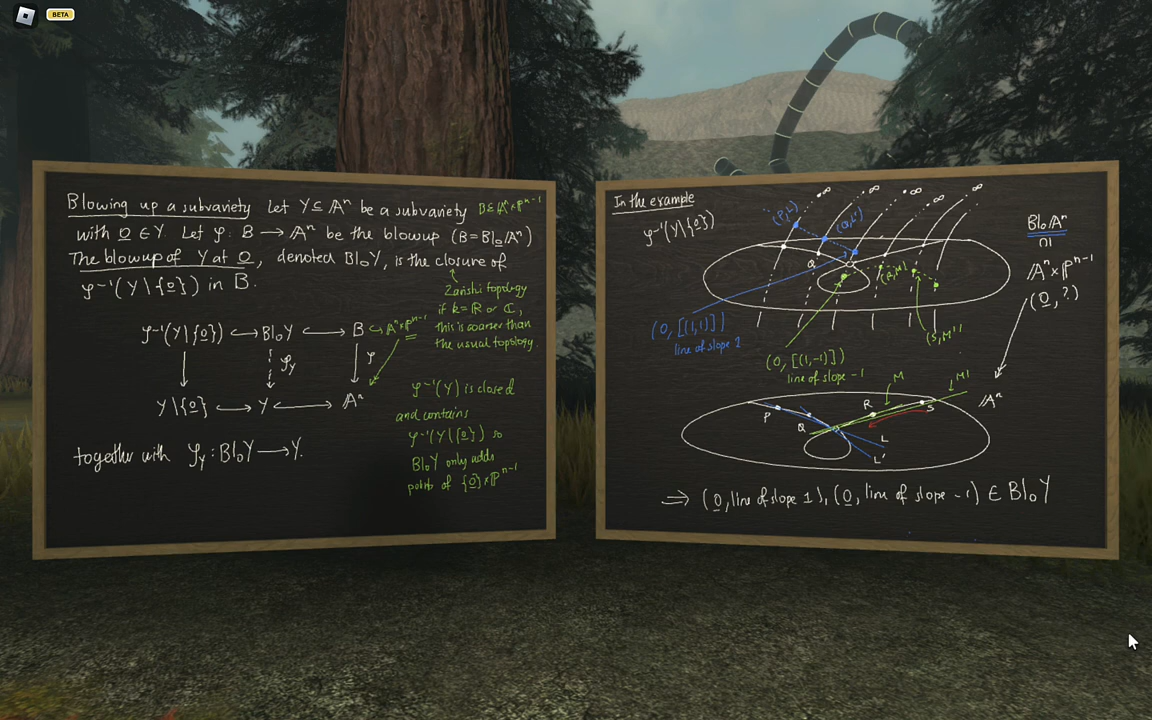 BETA
Blowing up a subvariety Let Y ⊆ 𝔸ⁿ be a subvariety B ⊆ 𝔸ⁿ × ℙⁿ⁻¹
with 0 ∈ Y. Let φ : B → 𝔸ⁿ be the blowup (B = Bl₀𝔸ⁿ)
The blowup of Y at 0, denoted Bl₀Y, is the closure of
φ⁻¹(Y \ {0}) in B.
Zariski topology
if k = ℝ or ℂ,
this is coarser than
the usual topology.
φ⁻¹(Y \ {0}) ↪ Bl₀Y ↪ B ↪ 𝔸ⁿ × ℙⁿ⁻¹
φ_Y φ
Y \ {0} ↪ Y ↪ 𝔸ⁿ
together with φ_Y : Bl₀Y → Y.
φ⁻¹(Y) is closed
and contains
φ⁻¹(Y \ {0}) so
Bl₀Y only adds
points of {0} × ℙⁿ⁻¹
In the example
φ⁻¹(Y \ {0})
∞ ∞ ∞ ∞ ∞
(P, L) (Q, L')
(R, M)
(S, M')
(0, [(1,1)])
line of slope 1
(0, [(1,-1)])
line of slope -1
Bl₀𝔸ⁿ
∩
𝔸ⁿ × ℙⁿ⁻¹
(0, ?)
𝔸ⁿ
P Q R S M M' L L'
⇒ (0, line of slope 1), (0, line of slope -1) ∈ Bl₀Y